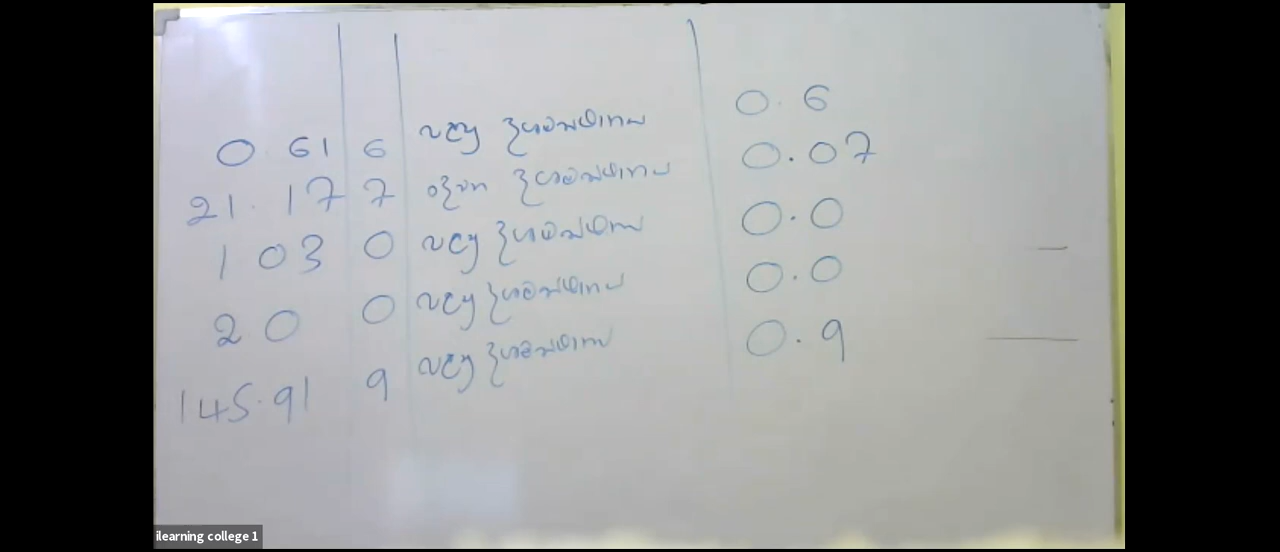 0.61 6 පළමු දශමස්ථානය 0.6
21.17 7 දෙවන දශමස්ථානය 0.07
1.03 0 පළමු දශමස්ථානය 0.0
2.0 0 පළමු දශමස්ථානය 0.0
145.91 9 පළමු දශමස්ථානය 0.9
ilearning college 1